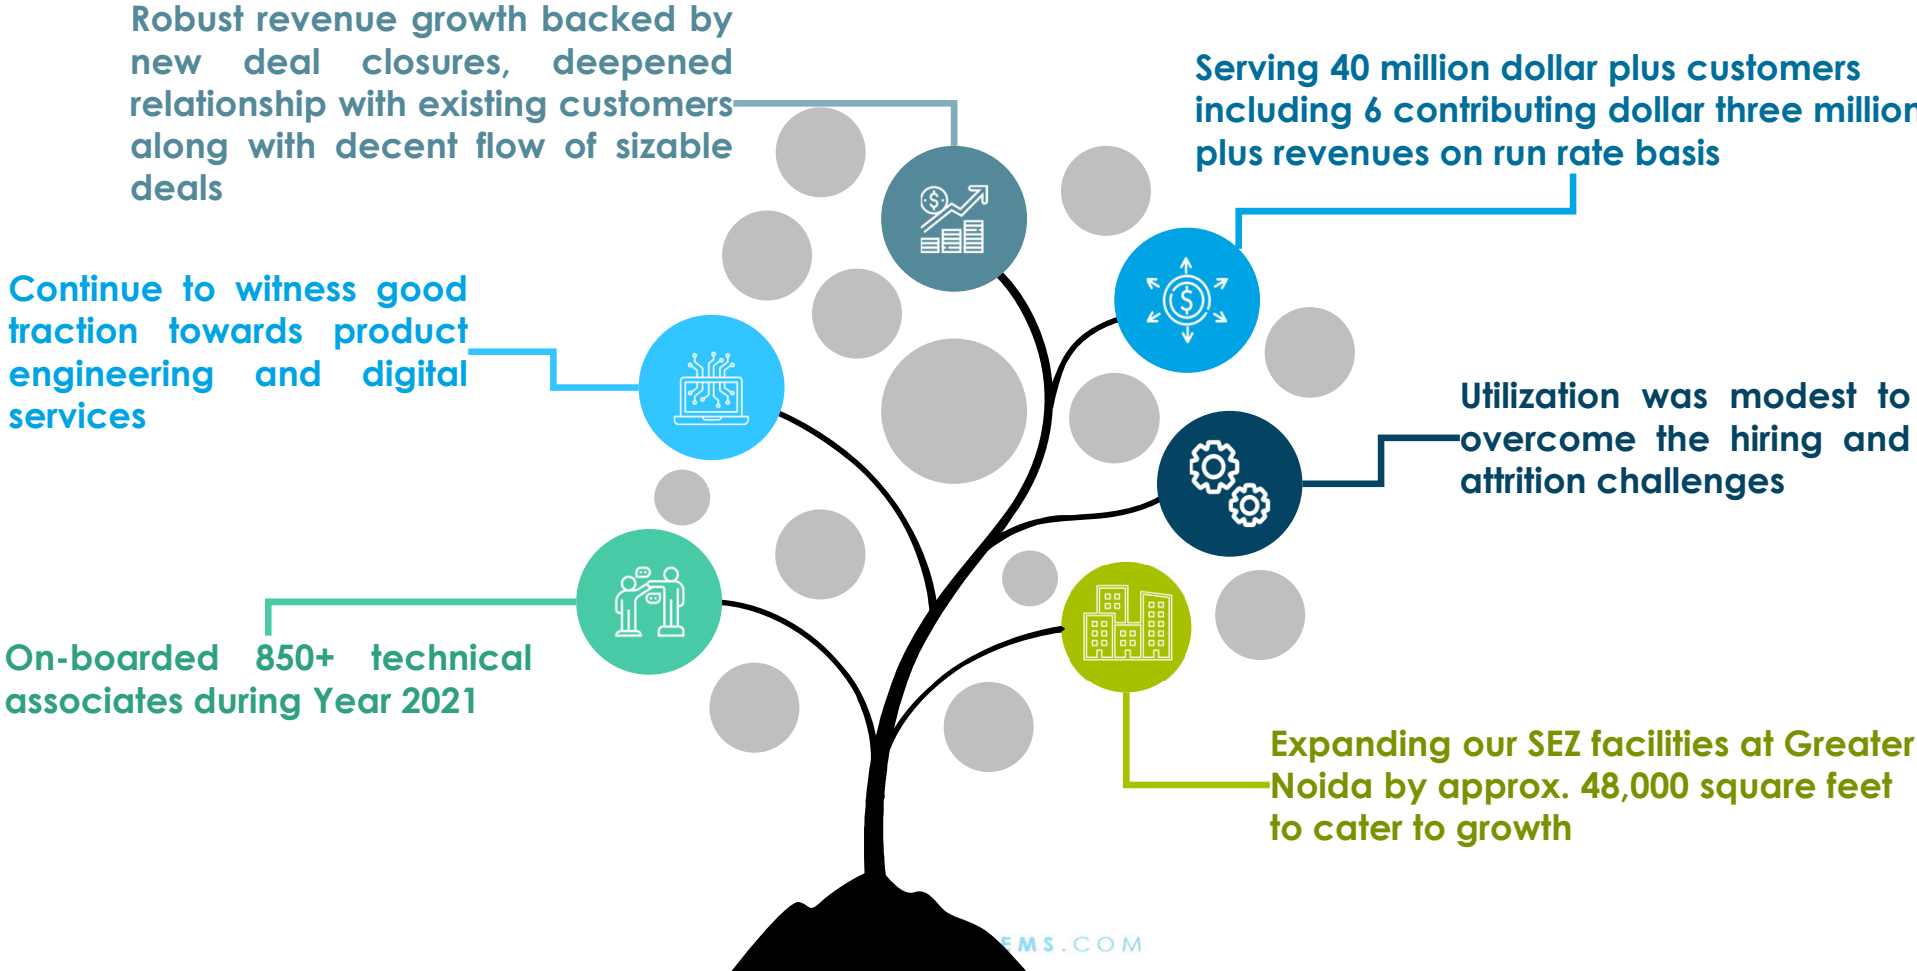 Robust revenue growth backed by
new deal closures, deepened
relationship with existing customers
along with decent flow of sizable
deals
Serving 40 million dollar plus customers
including 6 contributing dollar three million
plus revenues on run rate basis
Continue to witness good
traction towards product
engineering and digital
services
Utilization was modest to
overcome the hiring and
attrition challenges
On-boarded 850+ technical
associates during Year 2021
Expanding our SEZ facilities at Greater
Noida by approx. 48,000 square feet
to cater to growth
EMS.COM